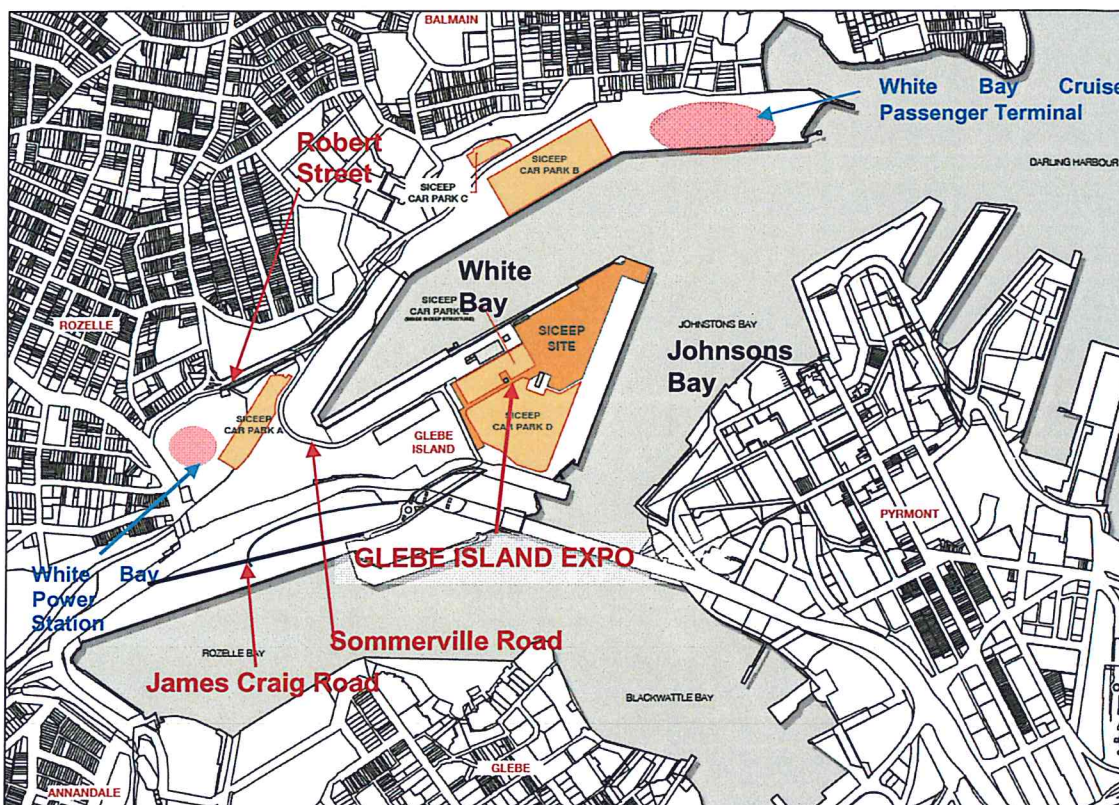 BALMAIN
White Bay Cruise
Passenger Terminal
Robert
Street
DARLING HARBOUR
SICEEP
CAR PARK B
SICEEP
CAR PARK C
White
Bay
SICEEP
CAR PARK
SICEEP
SITE
JOHNSTONS BAY
Johnsons
Bay
ROZELLE
SICEEP
CAR PARK A
SICEEP
CAR PARK D
GLEBE
ISLAND
PYRMONT
GLEBE ISLAND EXPO
White Bay
Power
Station
Sommerville Road
ROZELLE BAY
James Craig Road
BLACKWATTLE BAY
GLEBE
ANNANDALE